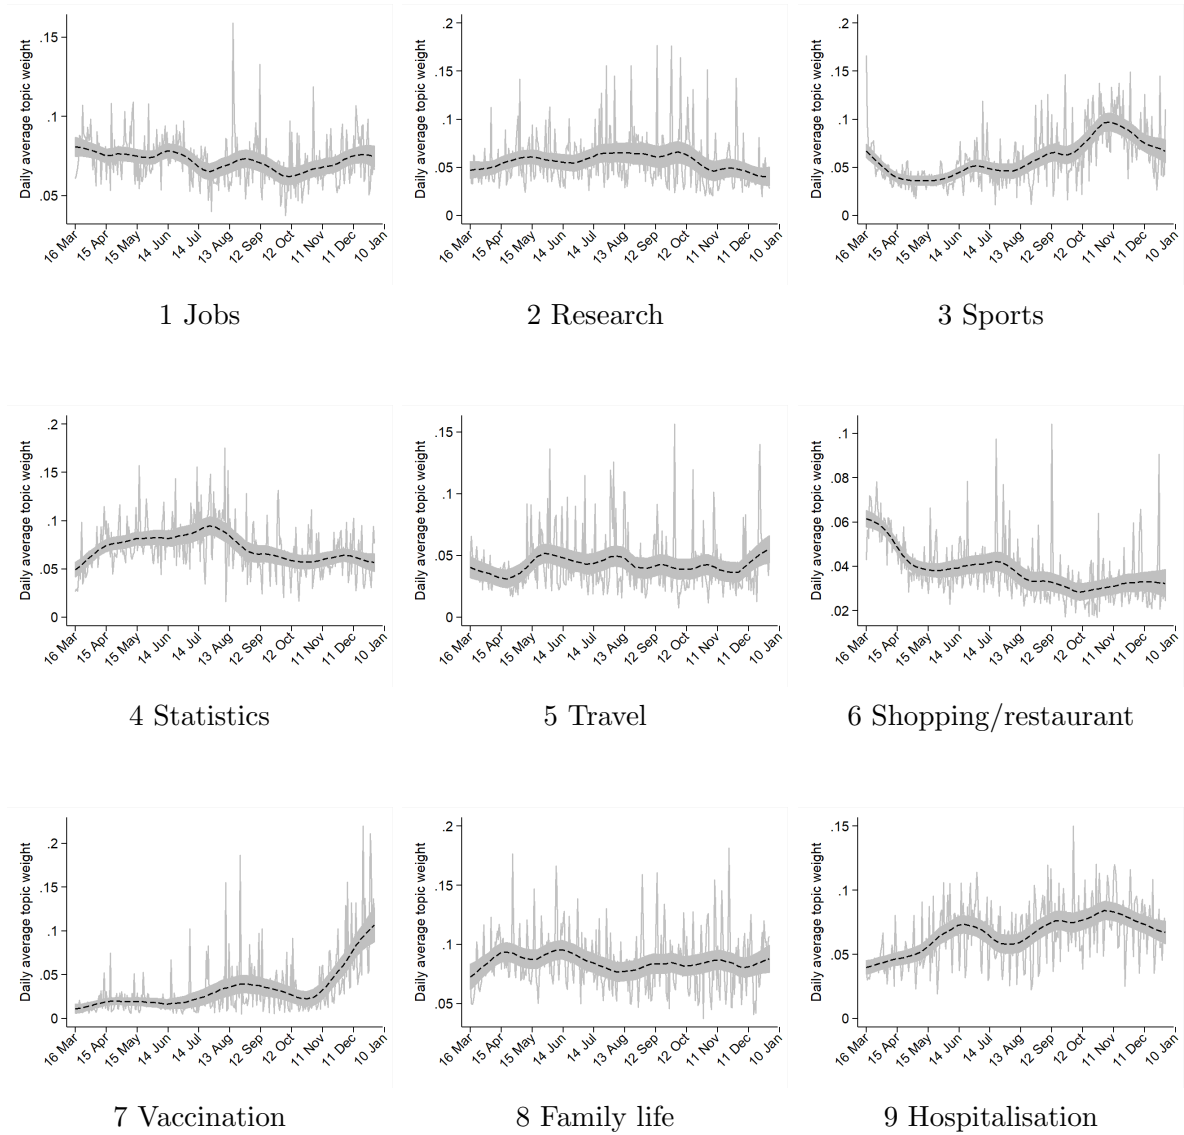 Daily average topic weight
.15
.1
.05
16 Mar
15 Apr
15 May
14 Jun
14 Jul
13 Aug
12 Sep
12 Oct
11 Nov
11 Dec
10 Jan
1 Jobs
Daily average topic weight
.2
.15
.1
.05
0
16 Mar
15 Apr
15 May
14 Jun
14 Jul
13 Aug
12 Sep
12 Oct
11 Nov
11 Dec
10 Jan
2 Research
Daily average topic weight
.2
.15
.1
.05
0
16 Mar
15 Apr
15 May
14 Jun
14 Jul
13 Aug
12 Sep
12 Oct
11 Nov
11 Dec
10 Jan
3 Sports
Daily average topic weight
.2
.15
.1
.05
0
16 Mar
15 Apr
15 May
14 Jun
14 Jul
13 Aug
12 Sep
12 Oct
11 Nov
11 Dec
10 Jan
4 Statistics
Daily average topic weight
.15
.1
.05
0
16 Mar
15 Apr
15 May
14 Jun
14 Jul
13 Aug
12 Sep
12 Oct
11 Nov
11 Dec
10 Jan
5 Travel
Daily average topic weight
.1
.08
.06
.04
.02
16 Mar
15 Apr
15 May
14 Jun
14 Jul
13 Aug
12 Sep
12 Oct
11 Nov
11 Dec
10 Jan
6 Shopping/restaurant
Daily average topic weight
.2
.15
.1
.05
0
16 Mar
15 Apr
15 May
14 Jun
14 Jul
13 Aug
12 Sep
12 Oct
11 Nov
11 Dec
10 Jan
7 Vaccination
Daily average topic weight
.2
.15
.1
.05
16 Mar
15 Apr
15 May
14 Jun
14 Jul
13 Aug
12 Sep
12 Oct
11 Nov
11 Dec
10 Jan
8 Family life
Daily average topic weight
.15
.1
.05
0
16 Mar
15 Apr
15 May
14 Jun
14 Jul
13 Aug
12 Sep
12 Oct
11 Nov
11 Dec
10 Jan
9 Hospitalisation